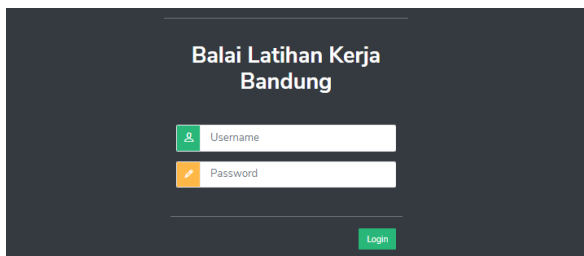 Balai Latihan Kerja
Bandung
Username
Password
Login